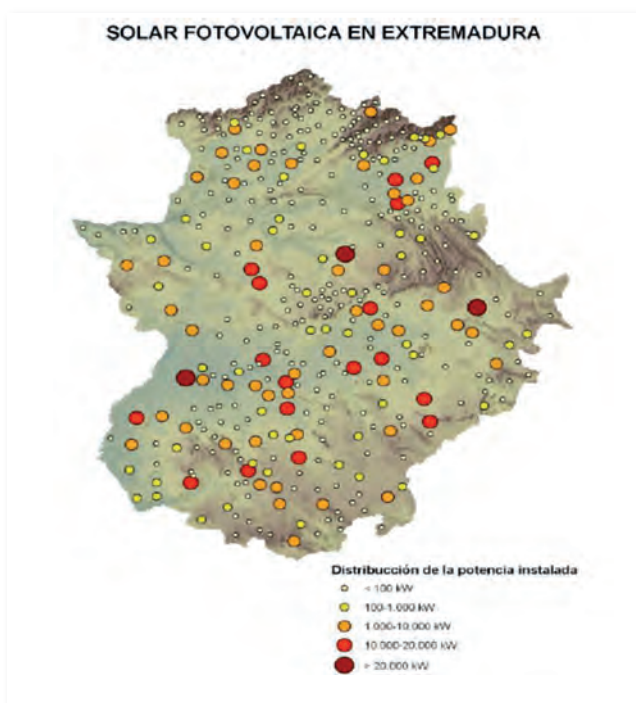 SOLAR FOTOVOLTAICA EN EXTREMADURA
Distribucción de la potencia instalada
< 100 kW
100-1.000 kW
1.000-10.000 kW
10.000-20.000 kW
> 20.000 kW